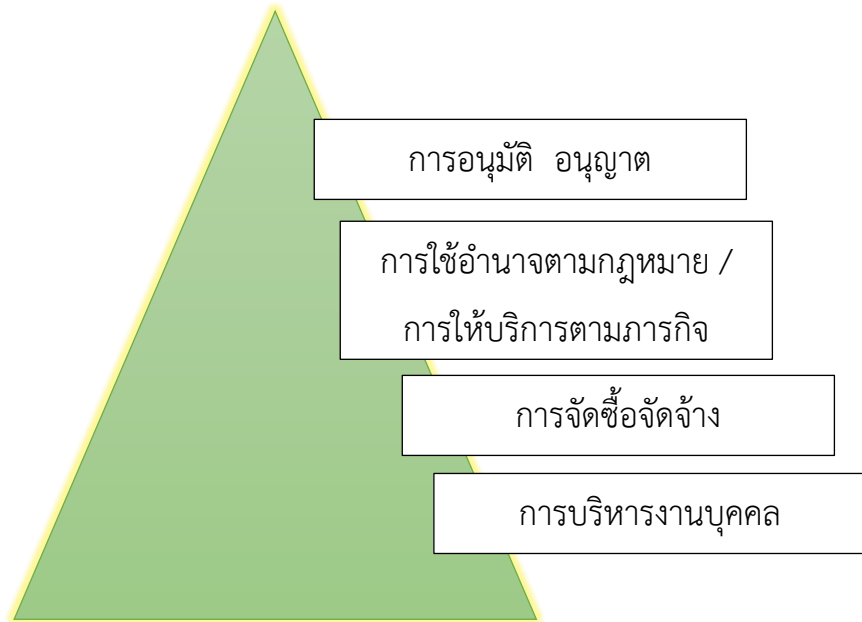 การอนุมัติ อนุญาต
การใช้อำนาจตามกฎหมาย /
การให้บริการตามภารกิจ
การจัดซื้อจัดจ้าง
การบริหารงานบุคคล